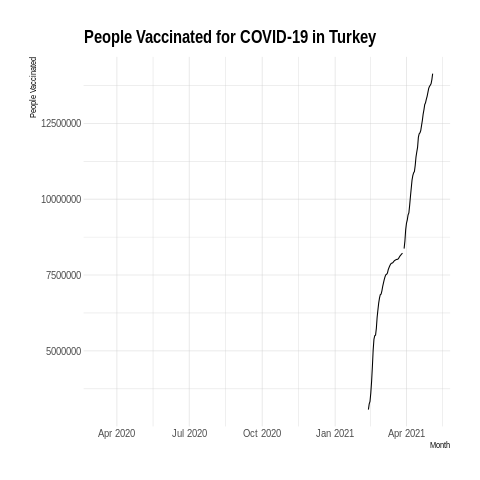 People Vaccinated for COVID-19 in Turkey
People Vaccinated
12500000
10000000
7500000
5000000
Apr 2020 Jul 2020 Oct 2020 Jan 2021 Apr 2021
Month